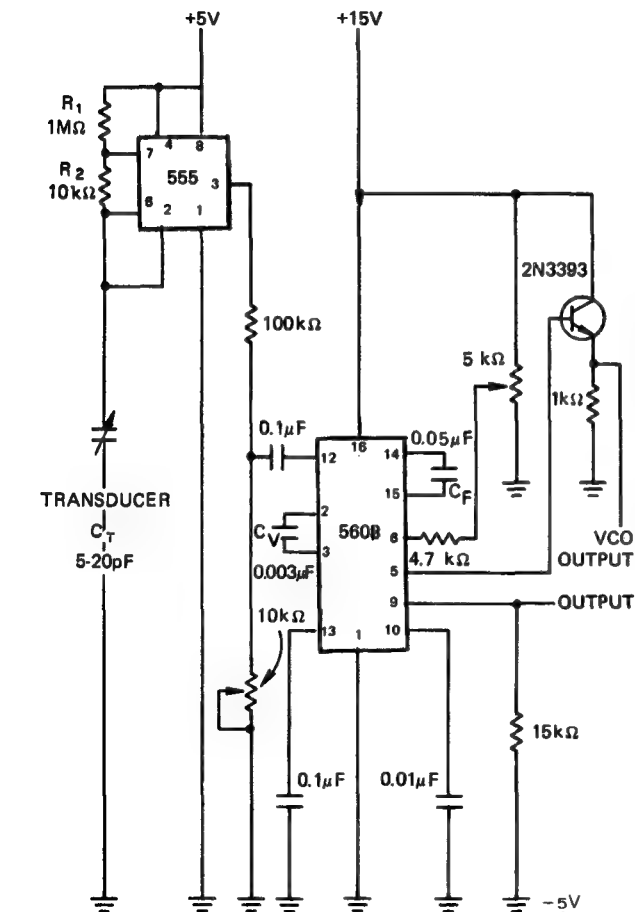 +5V
+15V
R1
1MΩ
R2
10kΩ
7
4
8
555
3
6
2
1
100kΩ
2N3393
5 kΩ
1kΩ
0.1μF
12
16
14
0.05μF
CF
15
TRANSDUCER
CT
5-20pF
CV
2
3
0.003μF
560B
6
4.7 kΩ
5
VCO
OUTPUT
9
OUTPUT
10kΩ
13
1
10
15kΩ
0.1μF
0.01μF
-5V